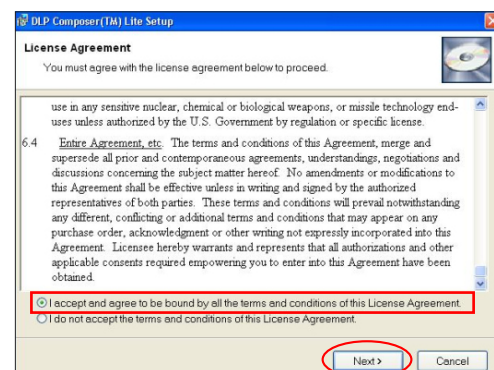 DLP Composer(TM) Lite Setup
License Agreement
You must agree with the license agreement below to proceed.
use in any sensitive nuclear, chemical or biological weapons, or missile technology end-
uses unless authorized by the U.S. Government by regulation or specific license.
6.4 Entire Agreement, etc. The terms and conditions of this Agreement, merge and
supersede all prior and contemporaneous agreements, understandings, negotiations and
discussions concerning the subject matter hereof. No amendments or modifications to
this Agreement shall be effective unless in writing and signed by the authorized
representatives of both parties. These terms and conditions will prevail notwithstanding
any different, conflicting or additional terms and conditions that may appear on any
purchase order, acknowledgment or other writing not expressly incorporated into this
Agreement. Licensee hereby warrants and represents that all authorizations and other
applicable consents required empowering you to enter into this Agreement have been
obtained.
I accept and agree to be bound by all the terms and conditions of this License Agreement.
I do not accept the terms and conditions of this License Agreement.
Next > Cancel